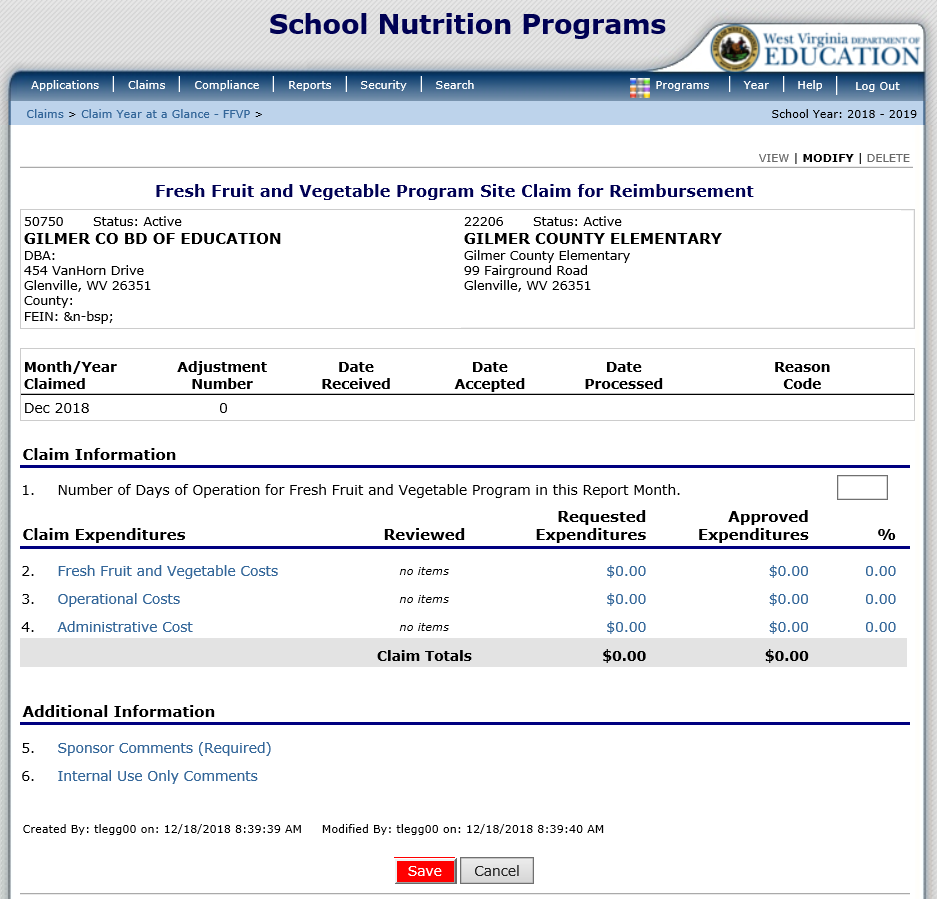 School Nutrition Programs
West Virginia DEPARTMENT OF
EDUCATION
Applications Claims Compliance Reports Security Search Programs Year Help Log Out
Claims > Claim Year at a Glance - FFVP > School Year: 2018 - 2019
VIEW | MODIFY | DELETE
Fresh Fruit and Vegetable Program Site Claim for Reimbursement
50750 Status: Active
GILMER CO BD OF EDUCATION
DBA:
454 VanHorn Drive
Glenville, WV 26351
County:
FEIN: &n-bsp;
22206 Status: Active
GILMER COUNTY ELEMENTARY
Gilmer County Elementary
99 Fairground Road
Glenville, WV 26351
Month/Year Adjustment Date Date Date Reason
Claimed Number Received Accepted Processed Code
Dec 2018 0
Claim Information
1. Number of Days of Operation for Fresh Fruit and Vegetable Program in this Report Month.
Requested Approved
Claim Expenditures Reviewed Expenditures Expenditures %
2. Fresh Fruit and Vegetable Costs no items $0.00 $0.00 0.00
3. Operational Costs no items $0.00 $0.00 0.00
4. Administrative Cost no items $0.00 $0.00 0.00
Claim Totals $0.00 $0.00
Additional Information
5. Sponsor Comments (Required)
6. Internal Use Only Comments
Created By: tlegg00 on: 12/18/2018 8:39:39 AM Modified By: tlegg00 on: 12/18/2018 8:39:40 AM
Save Cancel